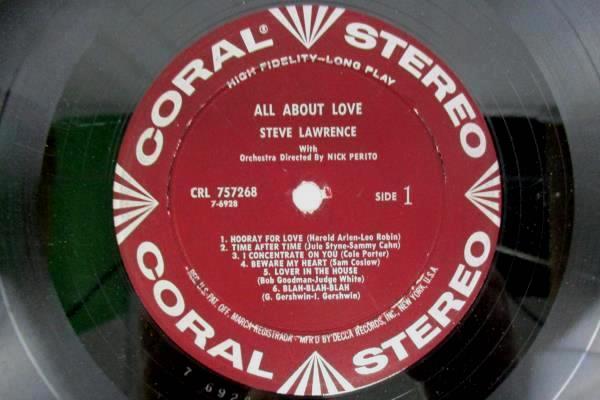 CORAL®
STEREO
HIGH FIDELITY-LONG PLAY
ALL ABOUT LOVE
STEVE LAWRENCE
With
Orchestra Directed By NICK PERITO
CRL 757268
7-6928
SIDE 1
1. HOORAY FOR LOVE (Harold Arlen-Leo Robin)
2. TIME AFTER TIME (Jule Styne-Sammy Cahn)
3. I CONCENTRATE ON YOU (Cole Porter)
4. BEWARE MY HEART (Sam Coslow)
5. LOVER IN THE HOUSE
(Bob Goodman-Judge White)
6. BLAH-BLAH-BLAH
(G. Gershwin-I. Gershwin)
REG. U.S. PAT. OFF. MARCA REGISTRADA - MFR'D BY DECCA RECORDS, INC., NEW YORK, U.S.A.
CORAL
STEREO
7 692